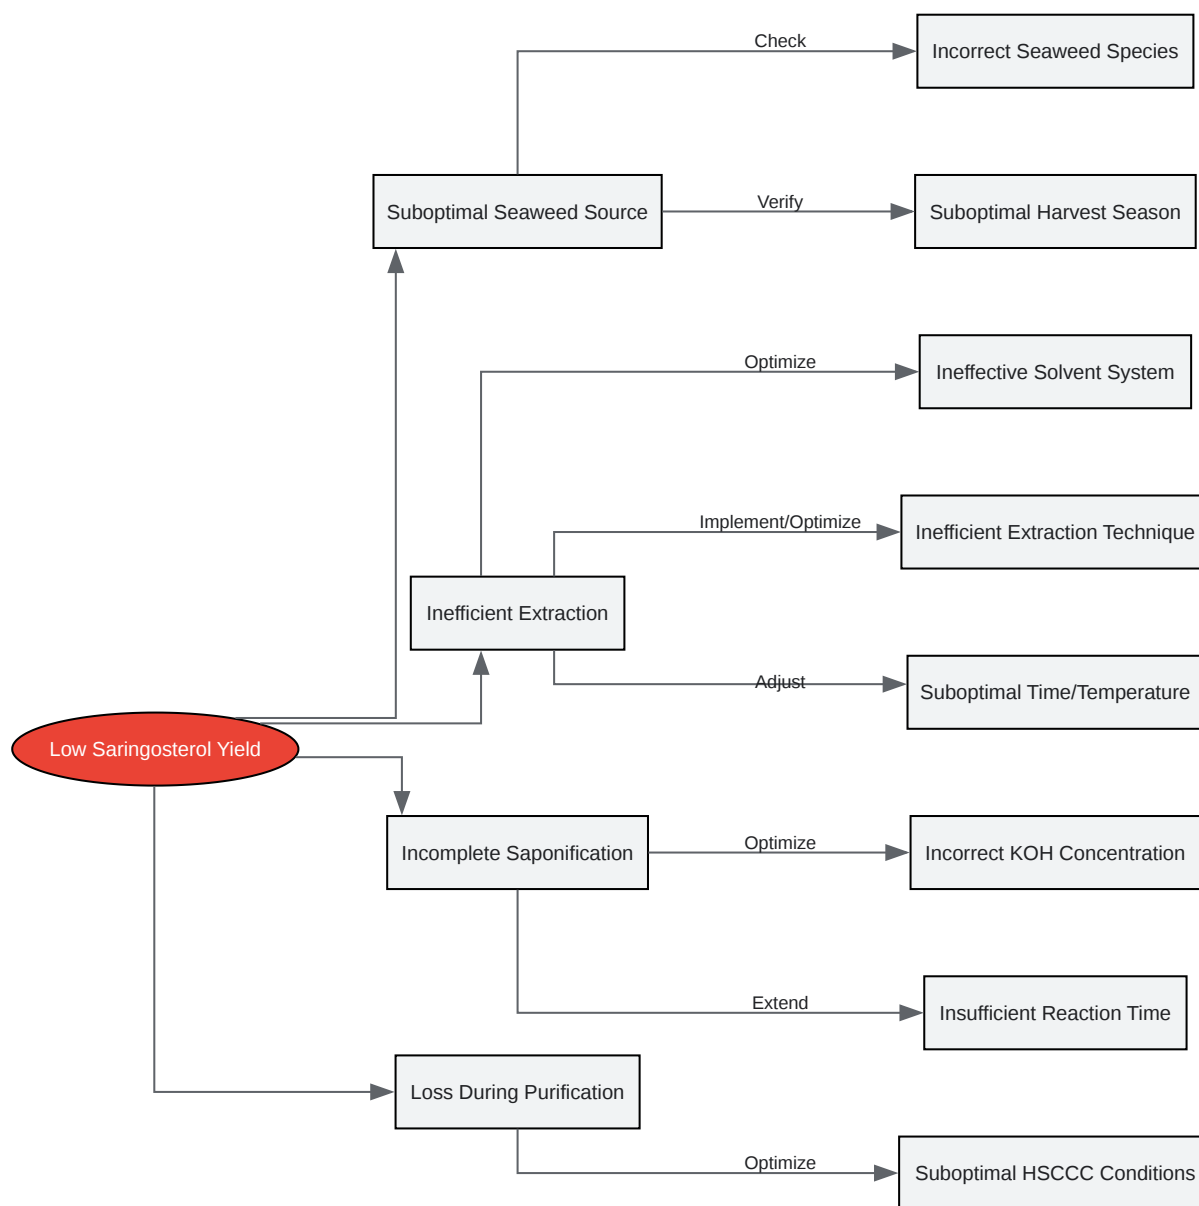 Check
Incorrect Seaweed Species
Suboptimal Seaweed Source
Verify
Suboptimal Harvest Season
Optimize
Ineffective Solvent System
Implement/Optimize
Inefficient Extraction Technique
Inefficient Extraction
Adjust
Suboptimal Time/Temperature
Low Saringosterol Yield
Incomplete Saponification
Optimize
Incorrect KOH Concentration
Extend
Insufficient Reaction Time
Loss During Purification
Optimize
Suboptimal HSCCC Conditions